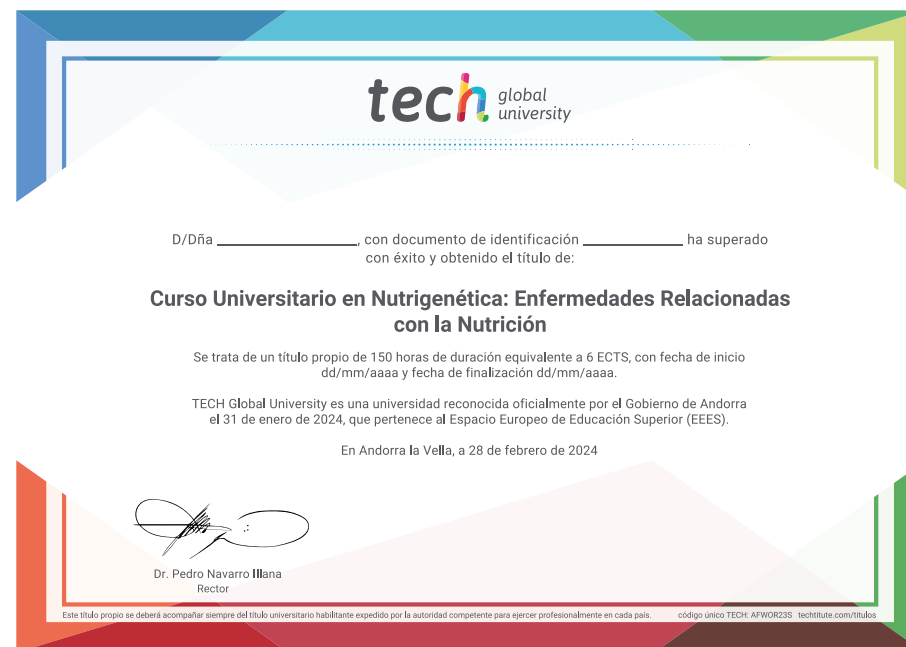 tech global
university
D/Dña ____________________, con documento de identificación ______________ ha superado
con éxito y obtenido el título de:
Curso Universitario en Nutrigenética: Enfermedades Relacionadas
con la Nutrición
Se trata de un título propio de 150 horas de duración equivalente a 6 ECTS, con fecha de inicio
dd/mm/aaaa y fecha de finalización dd/mm/aaaa.
TECH Global University es una universidad reconocida oficialmente por el Gobierno de Andorra
el 31 de enero de 2024, que pertenece al Espacio Europeo de Educación Superior (EEES).
En Andorra la Vella, a 28 de febrero de 2024
Dr. Pedro Navarro Illana
Rector
Este título propio se deberá acompañar siempre del título universitario habilitante expedido por la autoridad competente para ejercer profesionalmente en cada país. código único TECH: AFWOR23S techtitute.com/titulos